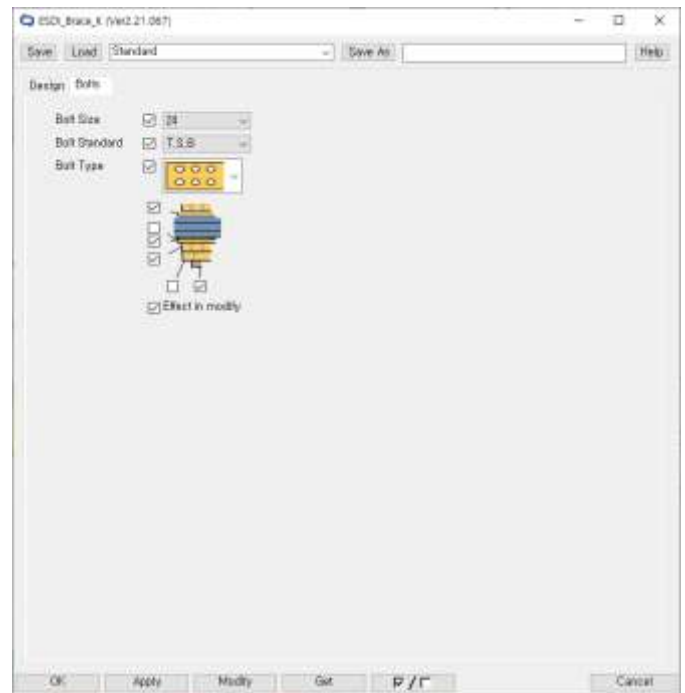 ESDI_Brace_K (Ver2.21.067)
Save Load Standard Save As Help
Design Bolts
Bolt Size 24
Bolt Standard T.S.B
Bolt Type
Effect in modify
OK Apply Modify Get / Cancel